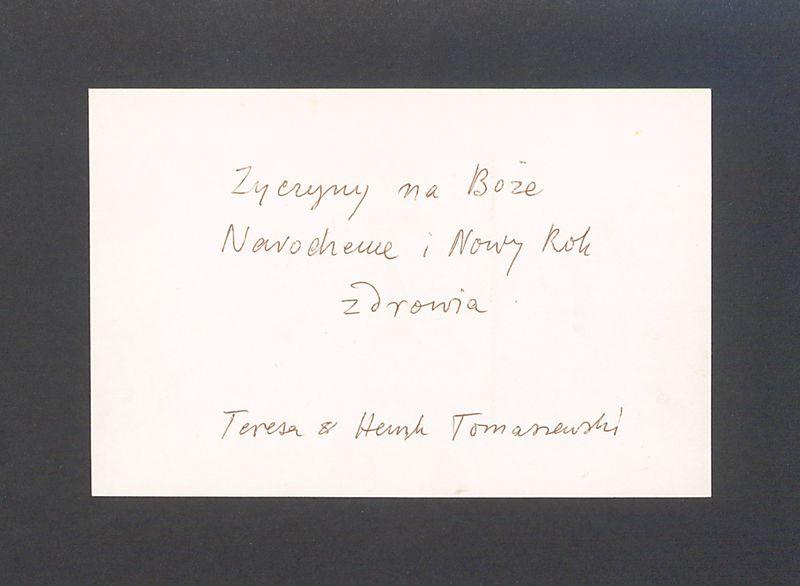 Życzymy na Boże
Narodzenie i Nowy Rok
zdrowia
Teresa & Henryk Tomaszewski